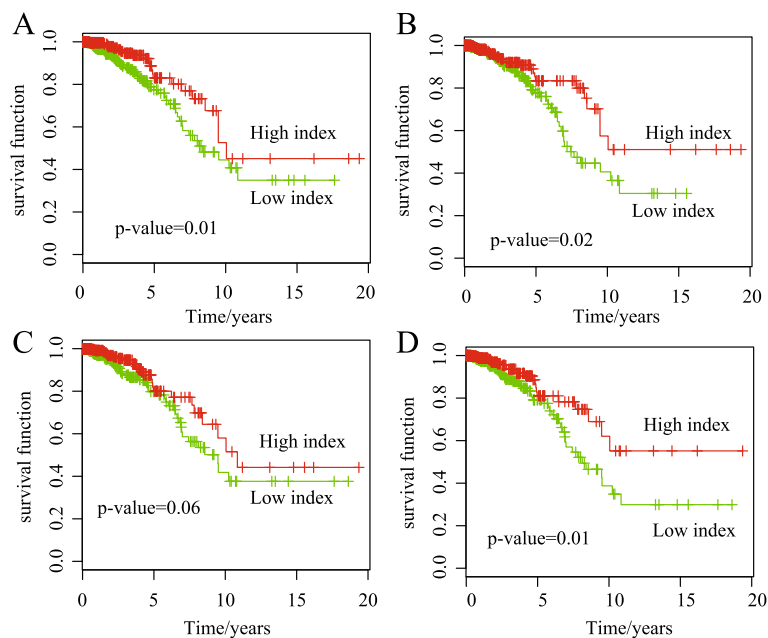 A
survival function
1.0
0.8
0.6
0.4
0.2
0.0
High index
Low index
p-value=0.01
0
5
10
15
20
Time/years
B
survival function
1.0
0.8
0.6
0.4
0.2
0.0
High index
Low index
p-value=0.02
0
5
10
15
20
Time/years
C
survival function
1.0
0.8
0.6
0.4
0.2
0.0
High index
Low index
p-value=0.06
0
5
10
15
20
Time/years
D
survival function
1.0
0.8
0.6
0.4
0.2
0.0
High index
Low index
p-value=0.01
0
5
10
15
20
Time/years